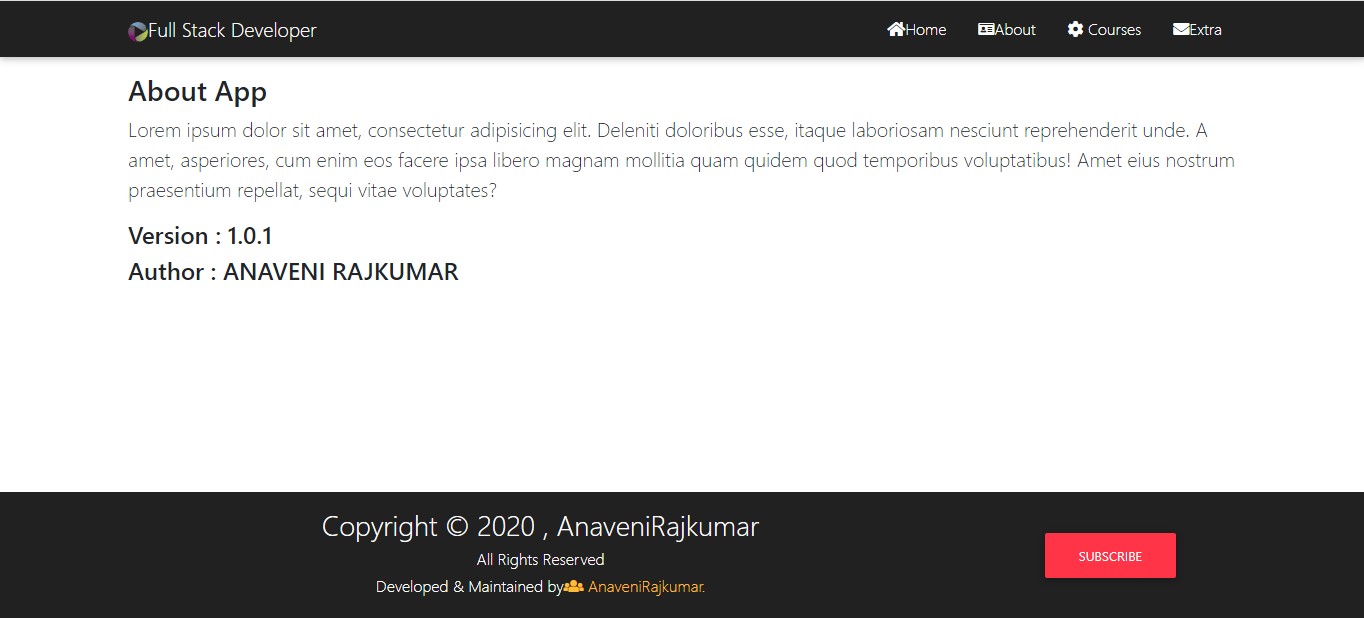 Full Stack Developer
Home
About
Courses
Extra
About App
Lorem ipsum dolor sit amet, consectetur adipisicing elit. Deleniti doloribus esse, itaque laboriosam nesciunt reprehenderit unde. A
amet, asperiores, cum enim eos facere ipsa libero magnam mollitia quam quidem quod temporibus voluptatibus! Amet eius nostrum
praesentium repellat, sequi vitae voluptates?
Version : 1.0.1
Author : ANAVENI RAJKUMAR
Copyright © 2020 , AnaveniRajkumar
All Rights Reserved
Developed & Maintained by AnaveniRajkumar.
SUBSCRIBE